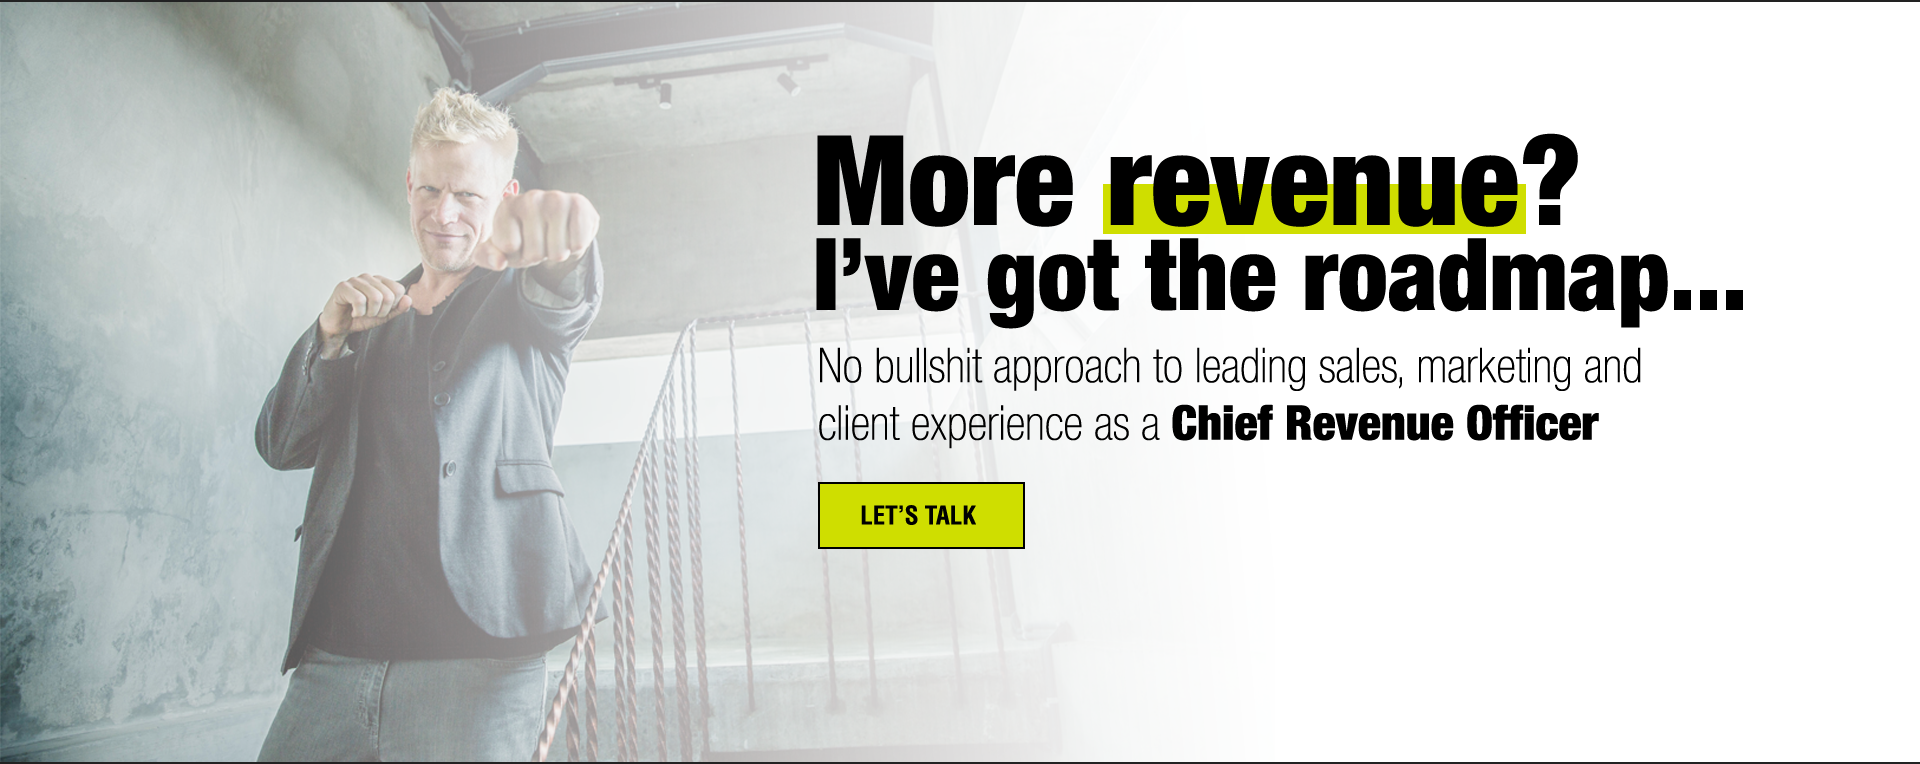 More revenue?
I’ve got the roadmap...
No bullshit approach to leading sales, marketing and
client experience as a Chief Revenue Officer
LET’S TALK